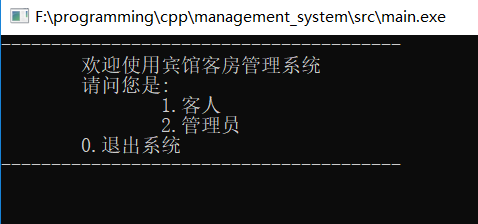 F:\programming\cpp\management_system\src\main.exe
----------------------------------------
欢迎使用宾馆客房管理系统
请问您是:
1.客人
2.管理员
0.退出系统
----------------------------------------